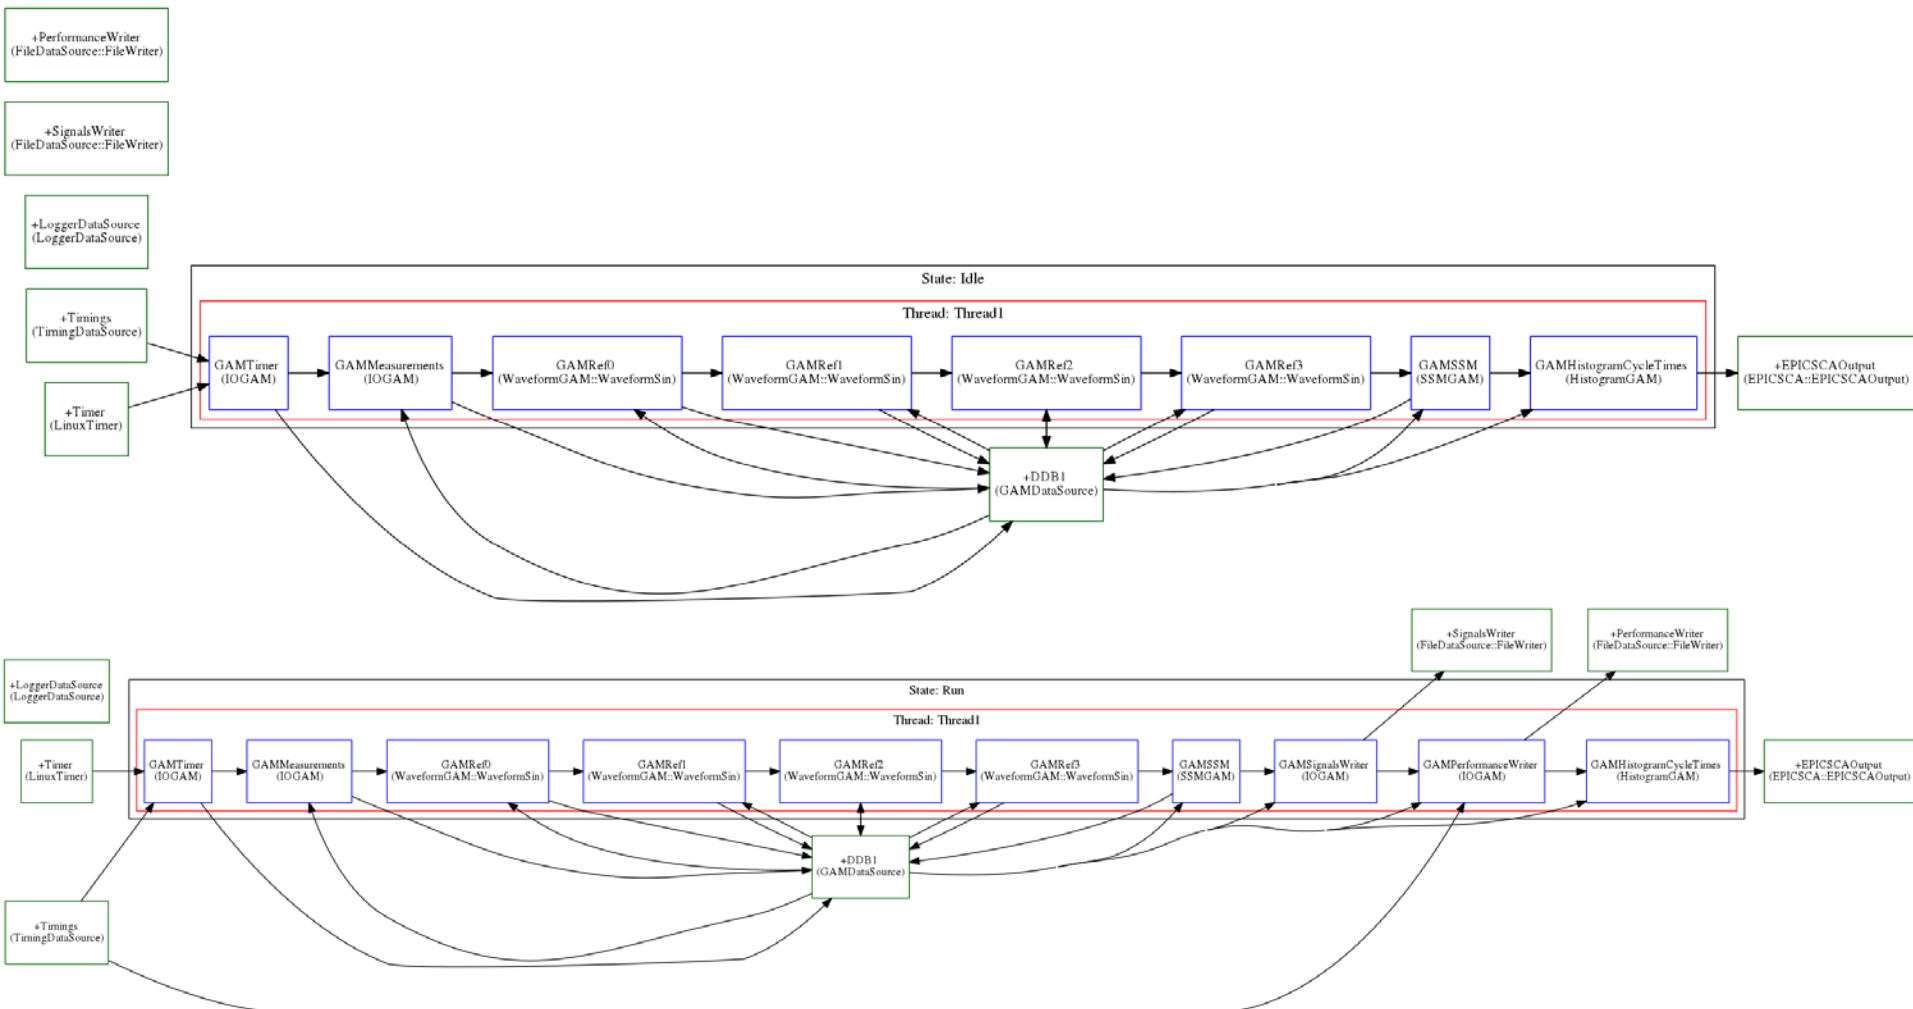 +PerformanceWriter
(FileDataSource::FileWriter)
+SignalsWriter
(FileDataSource::FileWriter)
+LoggerDataSource
(LoggerDataSource)
+Timings
(TimingDataSource)
+Timer
(LinuxTimer)
State: Idle
Thread: Thread1
GAMTimer
(IOGAM)
GAMMeasurements
(IOGAM)
GAMRef0
(WaveformGAM::WaveformSin)
GAMRef1
(WaveformGAM::WaveformSin)
GAMRef2
(WaveformGAM::WaveformSin)
GAMRef3
(WaveformGAM::WaveformSin)
GAMSSM
(SSMGAM)
GAMHistogramCycleTimes
(HistogramGAM)
+EPICSCAOutput
(EPICSCA::EPICSCAOutput)
+DDB1
(GAMDataSource)
+SignalsWriter
(FileDataSource::FileWriter)
+PerformanceWriter
(FileDataSource::FileWriter)
+LoggerDataSource
(LoggerDataSource)
State: Run
Thread: Thread1
+Timer
(LinuxTimer)
GAMTimer
(IOGAM)
GAMMeasurements
(IOGAM)
GAMRef0
(WaveformGAM::WaveformSin)
GAMRef1
(WaveformGAM::WaveformSin)
GAMRef2
(WaveformGAM::WaveformSin)
GAMRef3
(WaveformGAM::WaveformSin)
GAMSSM
(SSMGAM)
GAMSignalsWriter
(IOGAM)
GAMPerformanceWriter
(IOGAM)
GAMHistogramCycleTimes
(HistogramGAM)
+EPICSCAOutput
(EPICSCA::EPICSCAOutput)
+DDB1
(GAMDataSource)
+Timings
(TimingDataSource)